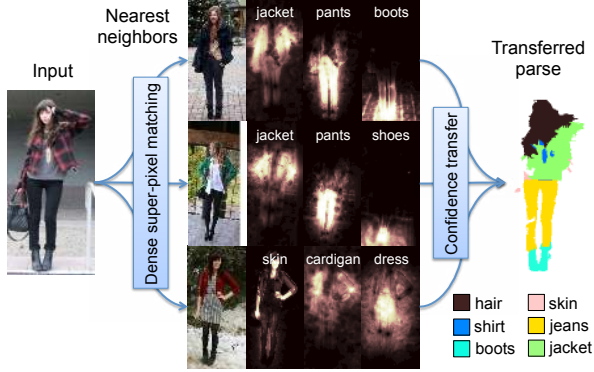 Nearest
neighbors
Input
Dense super-pixel matching
jacket pants boots
jacket pants shoes
skin cardigan dress
Confidence transfer
Transferred
parse
hair skin
shirt jeans
boots jacket